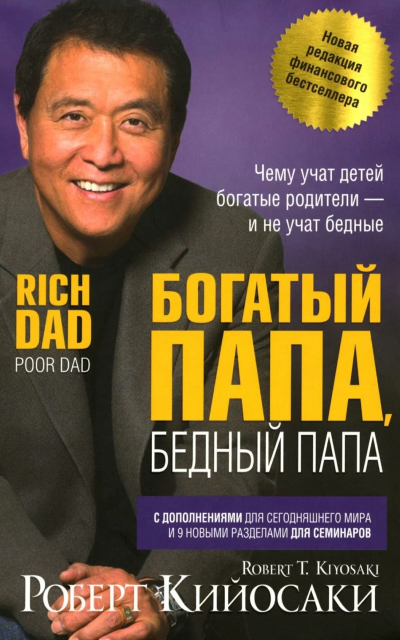 Новая
редакция
финансового
бестселлера
Чему учат детей
богатые родители —
и не учат бедные
RICH
DAD
POOR DAD
БОГАТЫЙ
ПАПА,
БЕДНЫЙ ПАПА
С ДОПОЛНЕНИЯМИ ДЛЯ СЕГОДНЯШНЕГО МИРА
И 9 НОВЫМИ РАЗДЕЛАМИ ДЛЯ СЕМИНАРОВ
ROBERT T. KIYOSAKI
РОБЕРТ КИЙОСАКИ